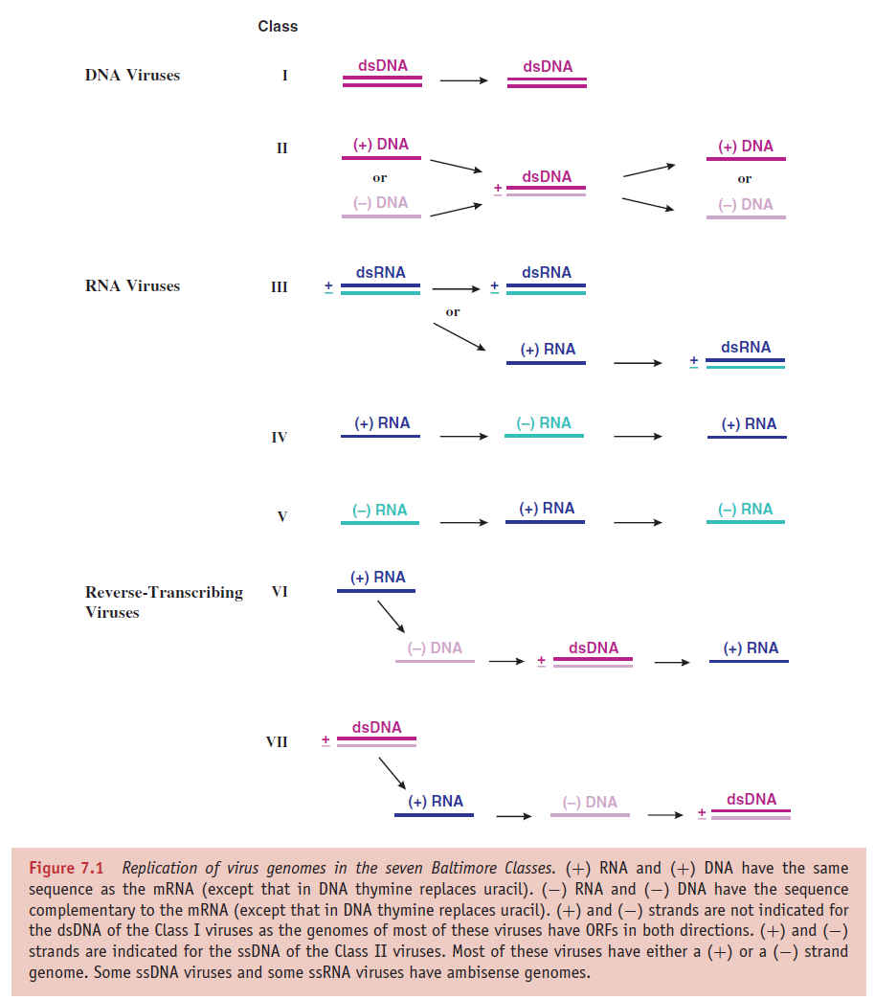 Class
DNA Viruses I dsDNA dsDNA
II (+) DNA (+) DNA
or dsDNA or
±
(–) DNA (–) DNA
RNA Viruses III ± dsRNA ± dsRNA
or
(+) RNA ± dsRNA
IV (+) RNA (–) RNA (+) RNA
V (–) RNA (+) RNA (–) RNA
Reverse-Transcribing VI (+) RNA
Viruses
(–) DNA ± dsDNA (+) RNA
VII ± dsDNA
(+) RNA (–) DNA ± dsDNA
Figure 7.1 Replication of virus genomes in the seven Baltimore Classes. (+) RNA and (+) DNA have the same
sequence as the mRNA (except that in DNA thymine replaces uracil). (−) RNA and (−) DNA have the sequence
complementary to the mRNA (except that in DNA thymine replaces uracil). (+) and (−) strands are not indicated for
the dsDNA of the Class I viruses as the genomes of most of these viruses have ORFs in both directions. (+) and (−)
strands are indicated for the ssDNA of the Class II viruses. Most of these viruses have either a (+) or a (−) strand
genome. Some ssDNA viruses and some ssRNA viruses have ambisense genomes.